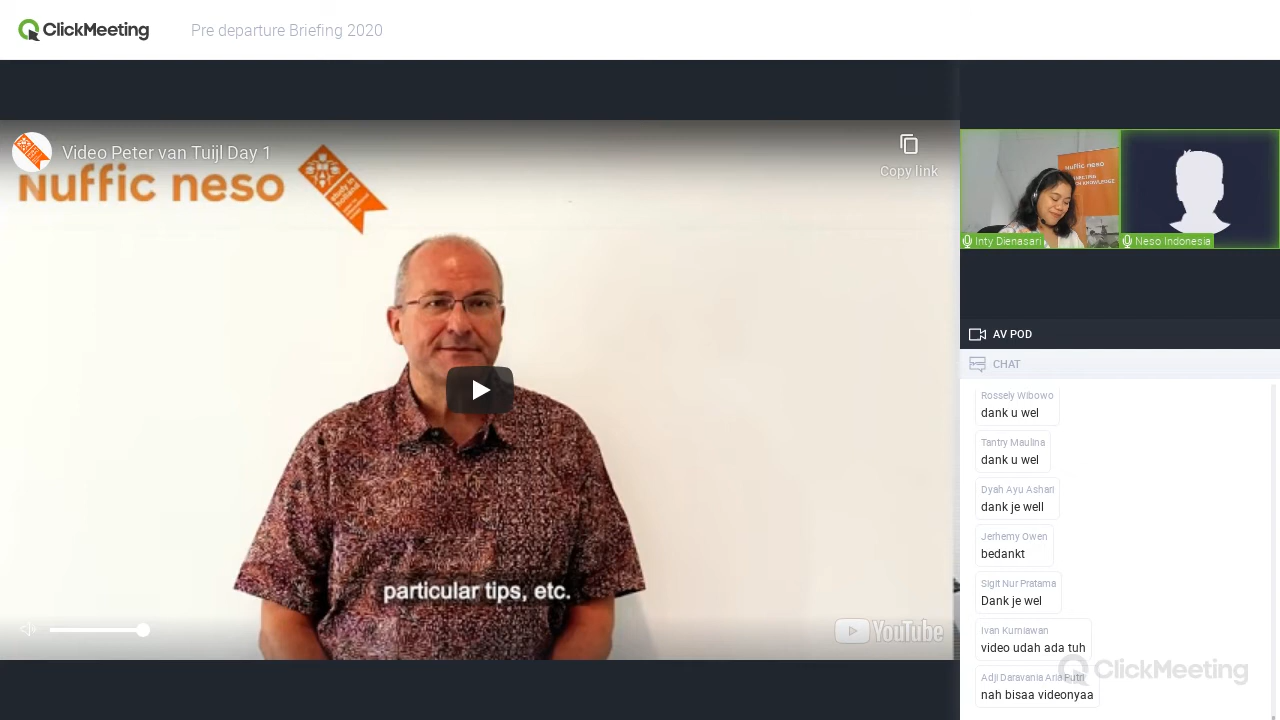 ClickMeeting
Pre departure Briefing 2020
Video Peter van Tuijl Day 1
Copy link
nuffic neso
particular tips, etc.
YouTube
nuffic neso
Inty Dienasari
Neso Indonesia
AV POD
CHAT
Rossely Wibowo
dank u wel
Tantry Maulina
dank u wel
Dyah Ayu Ashari
dank je well
Jerhemy Owen
bedankt
Sigit Nur Pratama
Dank je wel
Ivan Kurniawan
video udah ada tuh
Adji Daravania Aria Putri
nah bisaa videonyaa
ClickMeeting